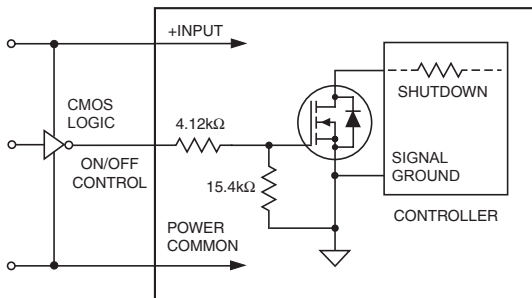 +INPUT
CMOS
LOGIC
4.12kΩ
ON/OFF
CONTROL
15.4kΩ
POWER
COMMON
SHUTDOWN
SIGNAL
GROUND
CONTROLLER